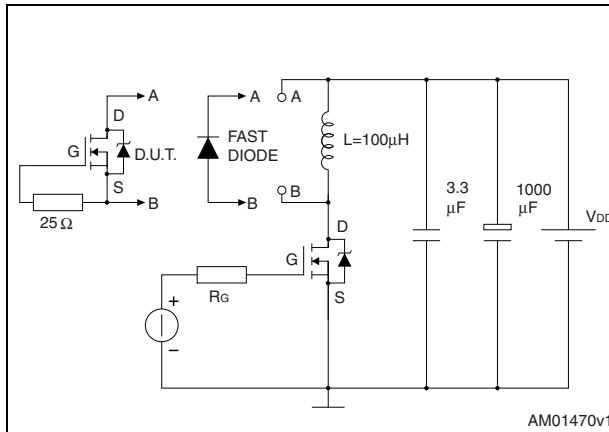 A
D
G
D.U.T.
S
B
25 Ω
A
FAST
DIODE
B
A
L=100μH
B
D
G
S
RG
+
–
3.3
μF
1000
μF
VDD
AM01470v1